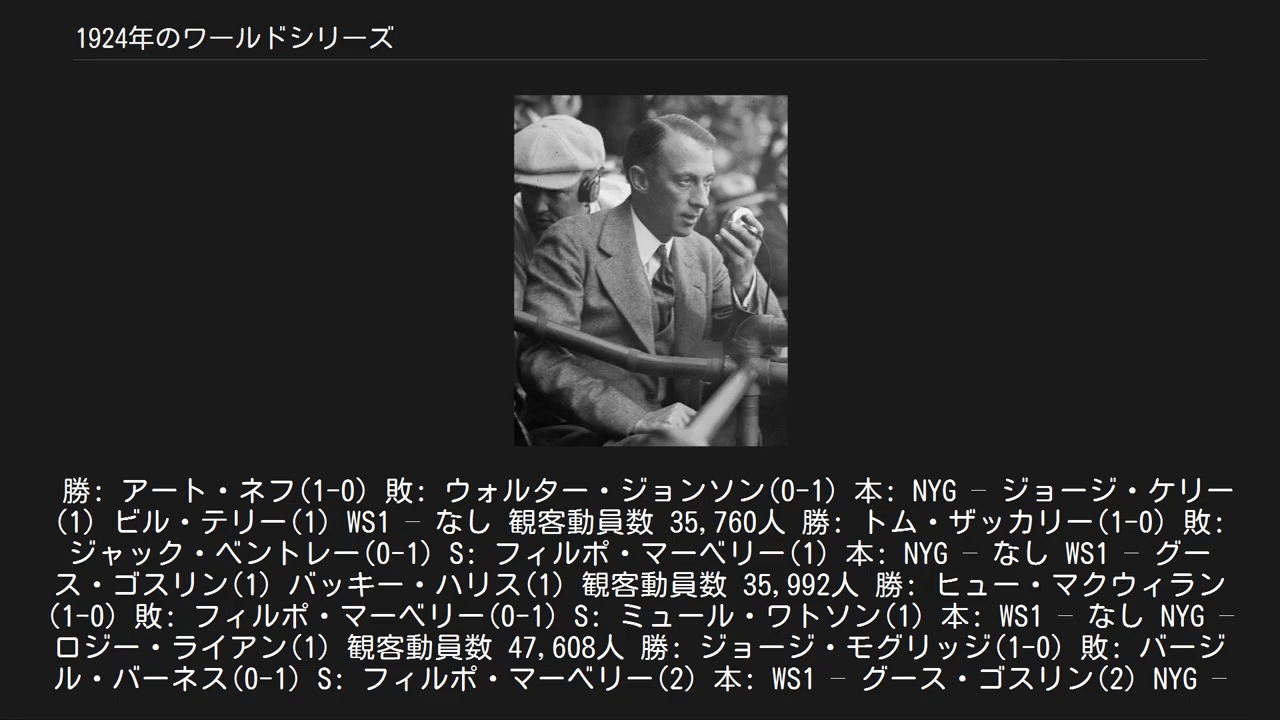 1924年のワールドシリーズ
勝: アート・ネフ(1-0) 敗: ウォルター・ジョンソン(0-1) 本: NYG – ジョージ・ケリー
(1) ビル・テリー(1) WS1 – なし 観客動員数 35,760人 勝: トム・ザッカリー(1-0) 敗:
ジャック・ベントレー(0-1) S: フィルポ・マーベリー(1) 本: NYG – なし WS1 – グー
ス・ゴスリン(1) バッキー・ハリス(1) 観客動員数 35,992人 勝: ヒュー・マクウィラン
(1-0) 敗: フィルポ・マーベリー(0-1) S: ミュール・ワトソン(1) 本: WS1 – なし NYG –
ロジー・ライアン(1) 観客動員数 47,608人 勝: ジョージ・モグリッジ(1-0) 敗: バージ
ル・バーネス(0-1) S: フィルポ・マーベリー(2) 本: WS1 – グース・ゴスリン(2) NYG –